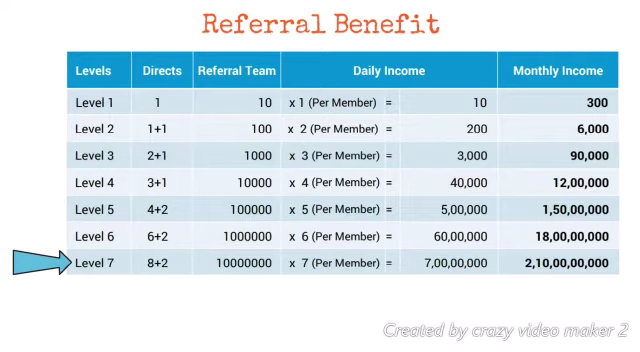 Referral Benefit
Levels Directs Referral Team Daily Income Monthly Income
Level 1 1 10 x 1 (Per Member) = 10 300
Level 2 1+1 100 x 2 (Per Member) = 200 6,000
Level 3 2+1 1000 x 3 (Per Member) = 3,000 90,000
Level 4 3+1 10000 x 4 (Per Member) = 40,000 12,00,000
Level 5 4+2 100000 x 5 (Per Member) = 5,00,000 1,50,00,000
Level 6 6+2 1000000 x 6 (Per Member) = 60,00,000 18,00,00,000
Level 7 8+2 10000000 x 7 (Per Member) = 7,00,00,000 2,10,00,00,000
Created by crazy video maker 2